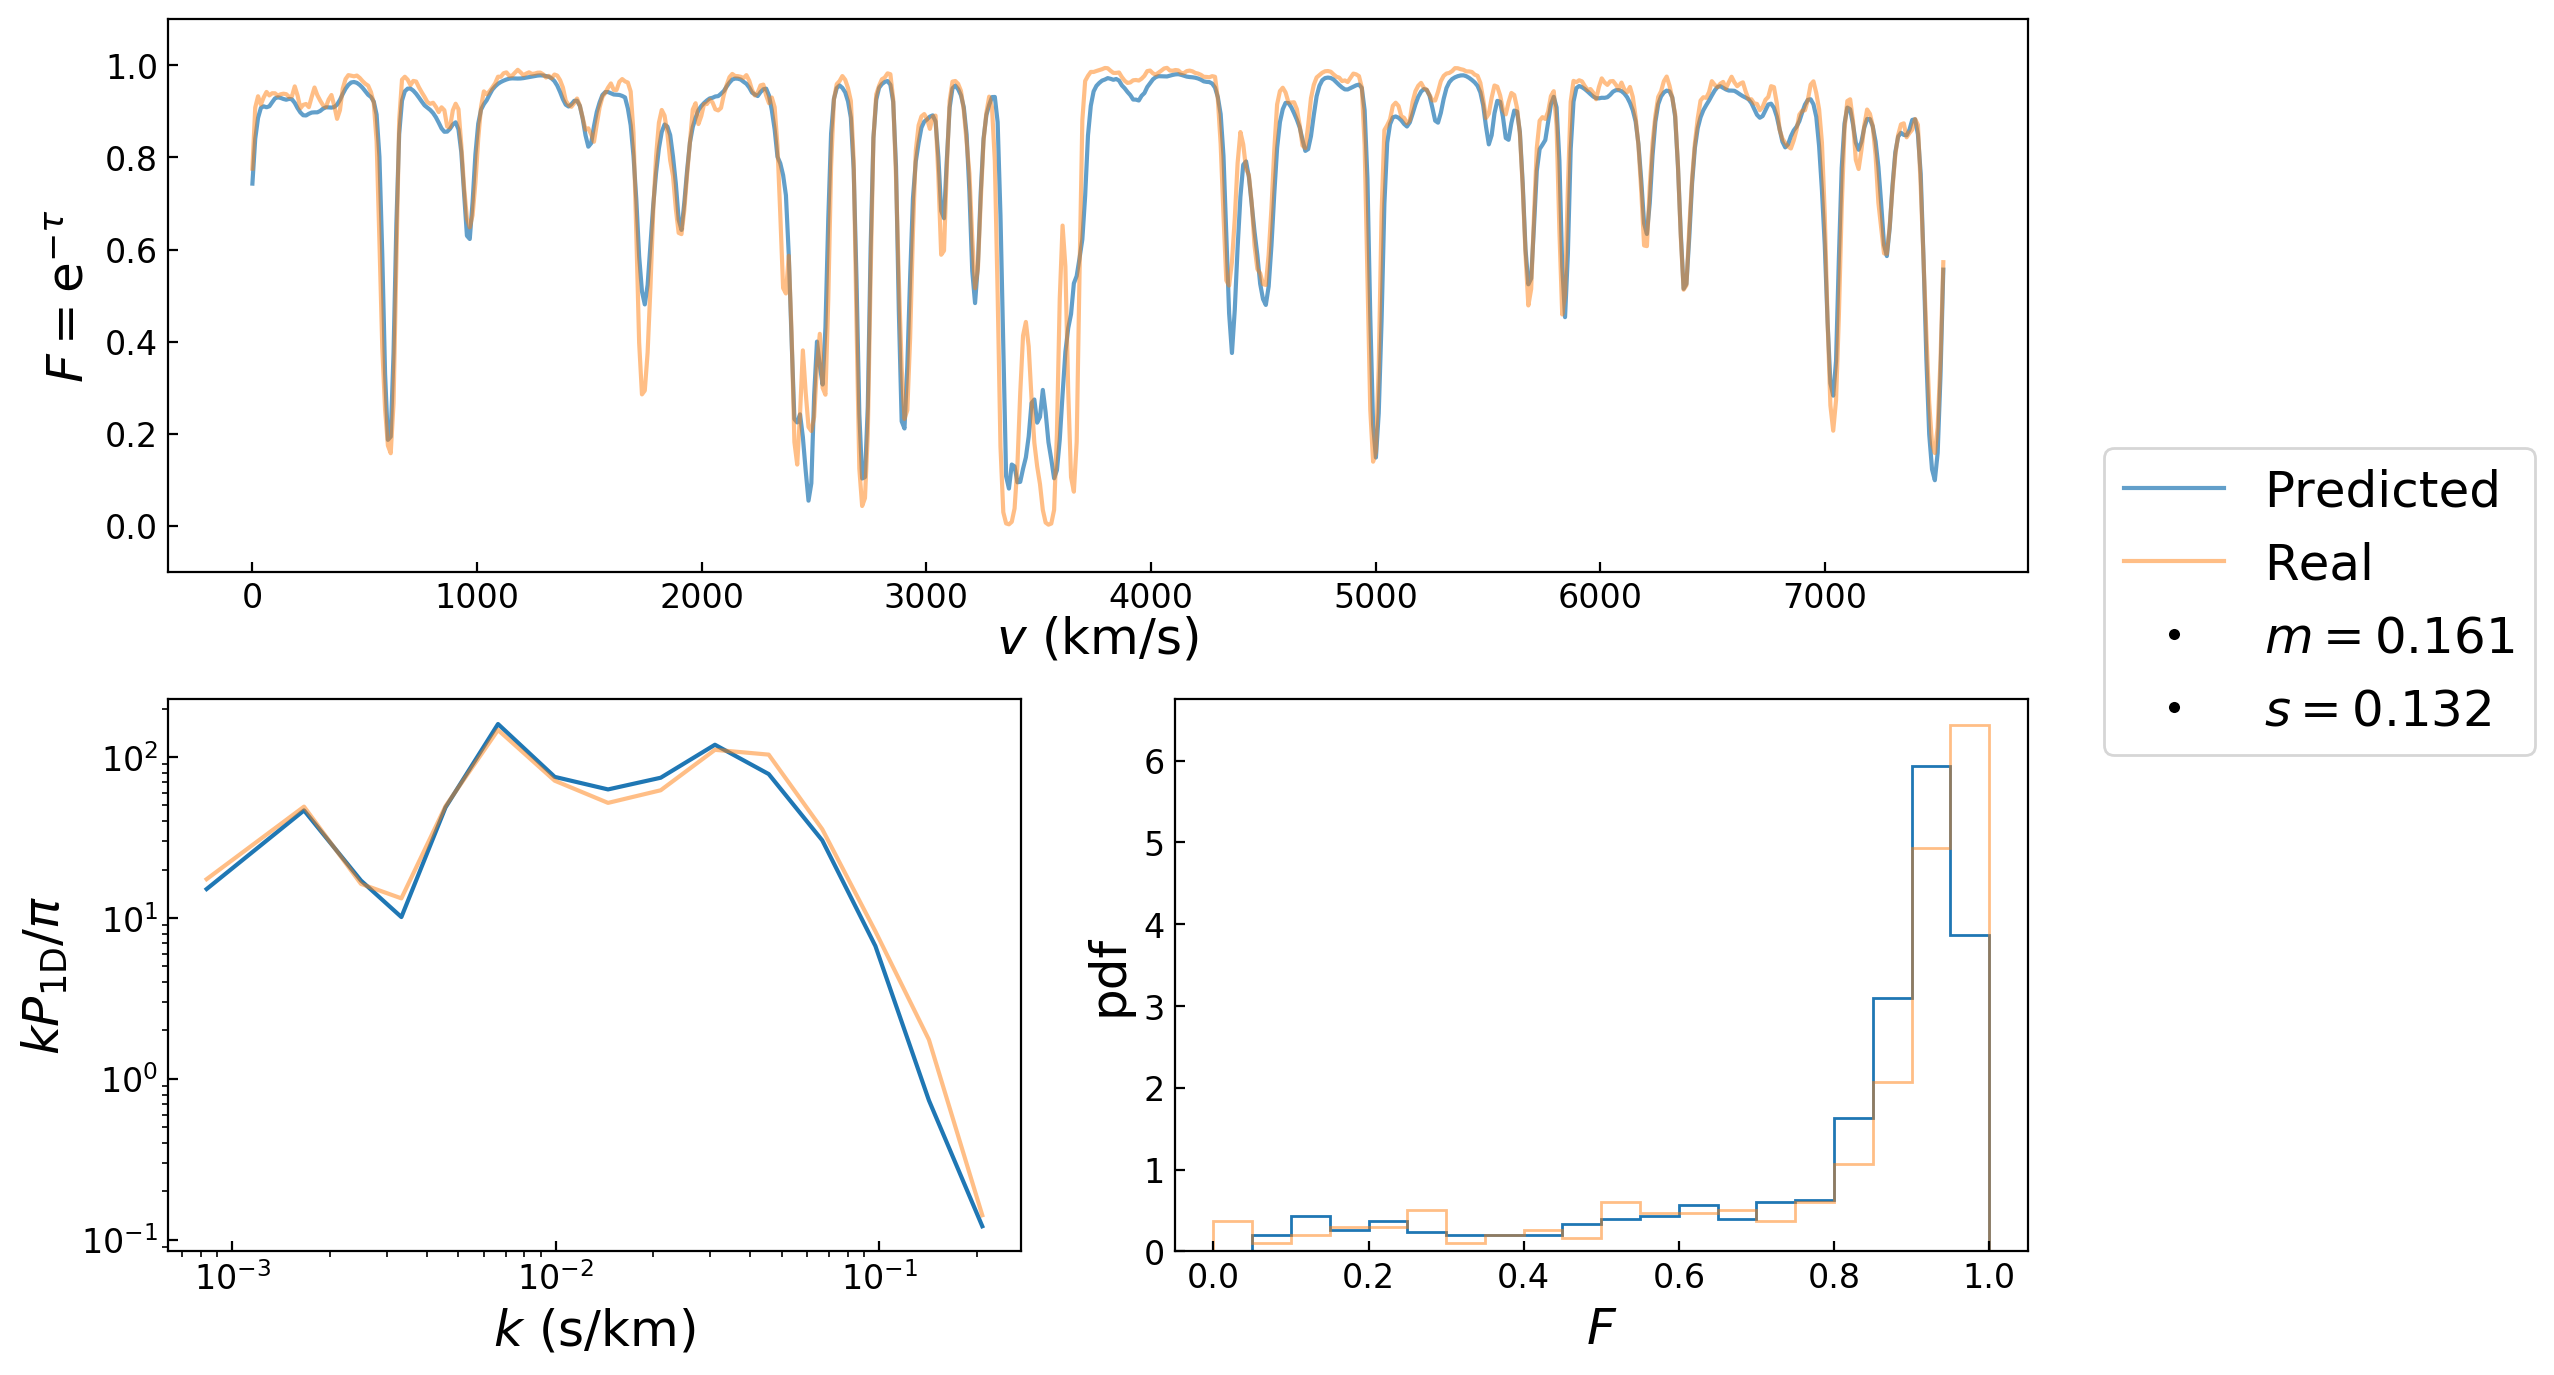 1.0
0.8
0.6
0.4
0.2
0.0
F = e^{-τ}
0 1000 2000 3000 4000 5000 6000 7000
v (km/s)
Predicted
Real
m = 0.161
s = 0.132
10^2
10^1
10^0
10^{-1}
kP_{1D}/π
10^{-3} 10^{-2} 10^{-1}
k (s/km)
6
5
4
3
2
1
0
pdf
0.0 0.2 0.4 0.6 0.8 1.0
F